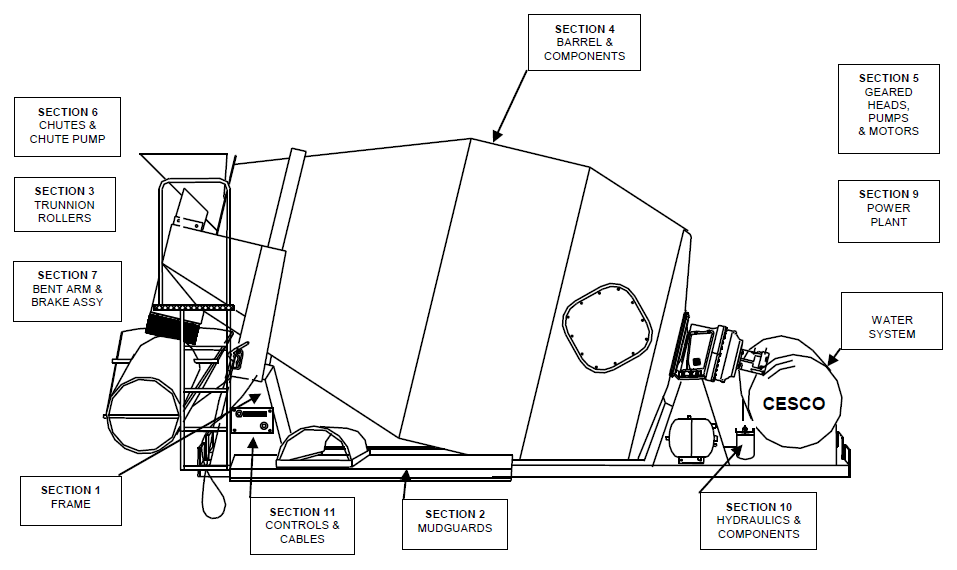 SECTION 4
BARREL &
COMPONENTS
SECTION 5
GEARED
HEADS,
PUMPS
& MOTORS
SECTION 6
CHUTES &
CHUTE PUMP
SECTION 3
TRUNNION
ROLLERS
SECTION 9
POWER
PLANT
SECTION 7
BENT ARM &
BRAKE ASSY
WATER
SYSTEM
CESCO
SECTION 1
FRAME
SECTION 11
CONTROLS &
CABLES
SECTION 2
MUDGUARDS
SECTION 10
HYDRAULICS &
COMPONENTS